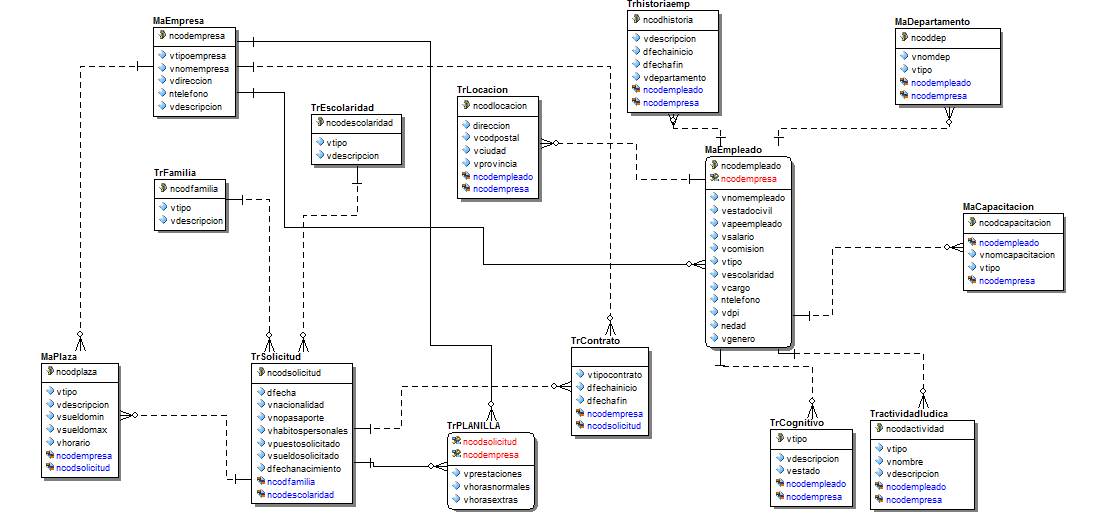 MaEmpresa
ncodempresa
vtipoempresa
vnomempresa
vdireccion
ntelefono
vdescripcion
Trhistoriaemp
ncodhistoria
vdescripcion
dfechainicio
dfechafin
vdepartamento
ncodempleado
ncodempresa
MaDepartamento
ncoddep
vnomdep
vtipo
ncodempleado
ncodempresa
TrLocacion
ncodlocacion
direccion
vcodpostal
vciudad
vprovincia
ncodempleado
ncodempresa
TrEscolaridad
ncodescolaridad
vtipo
vdescripcion
TrFamilia
ncodfamilia
vtipo
vdescripcion
MaEmpleado
ncodempleado
ncodempresa
vnomempleado
vestadocivil
vapeempleado
vsalario
vcomision
vtipo
vescolaridad
vcargo
ntelefono
vdpi
nedad
vgenero
MaCapacitacion
ncodcapacitacion
ncodempleado
vnomcapacitacion
vtipo
ncodempresa
MaPlaza
ncodplaza
vtipo
vdescripcion
vsueldomin
vsueldomax
vhorario
ncodempresa
ncodsolicitud
TrSolicitud
ncodsolicitud
dfecha
vnacionalidad
vnopasaporte
vhabitospersonales
vpuestosolicitado
vsueldosolicitado
dfechanacimiento
ncodfamilia
ncodescolaridad
TrContrato
vtipocontrato
dfechainicio
dfechafin
ncodempresa
ncodsolicitud
TrPLANILLA
ncodsolicitud
ncodempresa
vprestaciones
vhorasnormales
vhorasextras
TrCognitivo
vtipo
vdescripcion
vestado
ncodempleado
ncodempresa
Tractividadludica
ncodactividad
vtipo
vnombre
vdescripcion
ncodempleado
ncodempresa